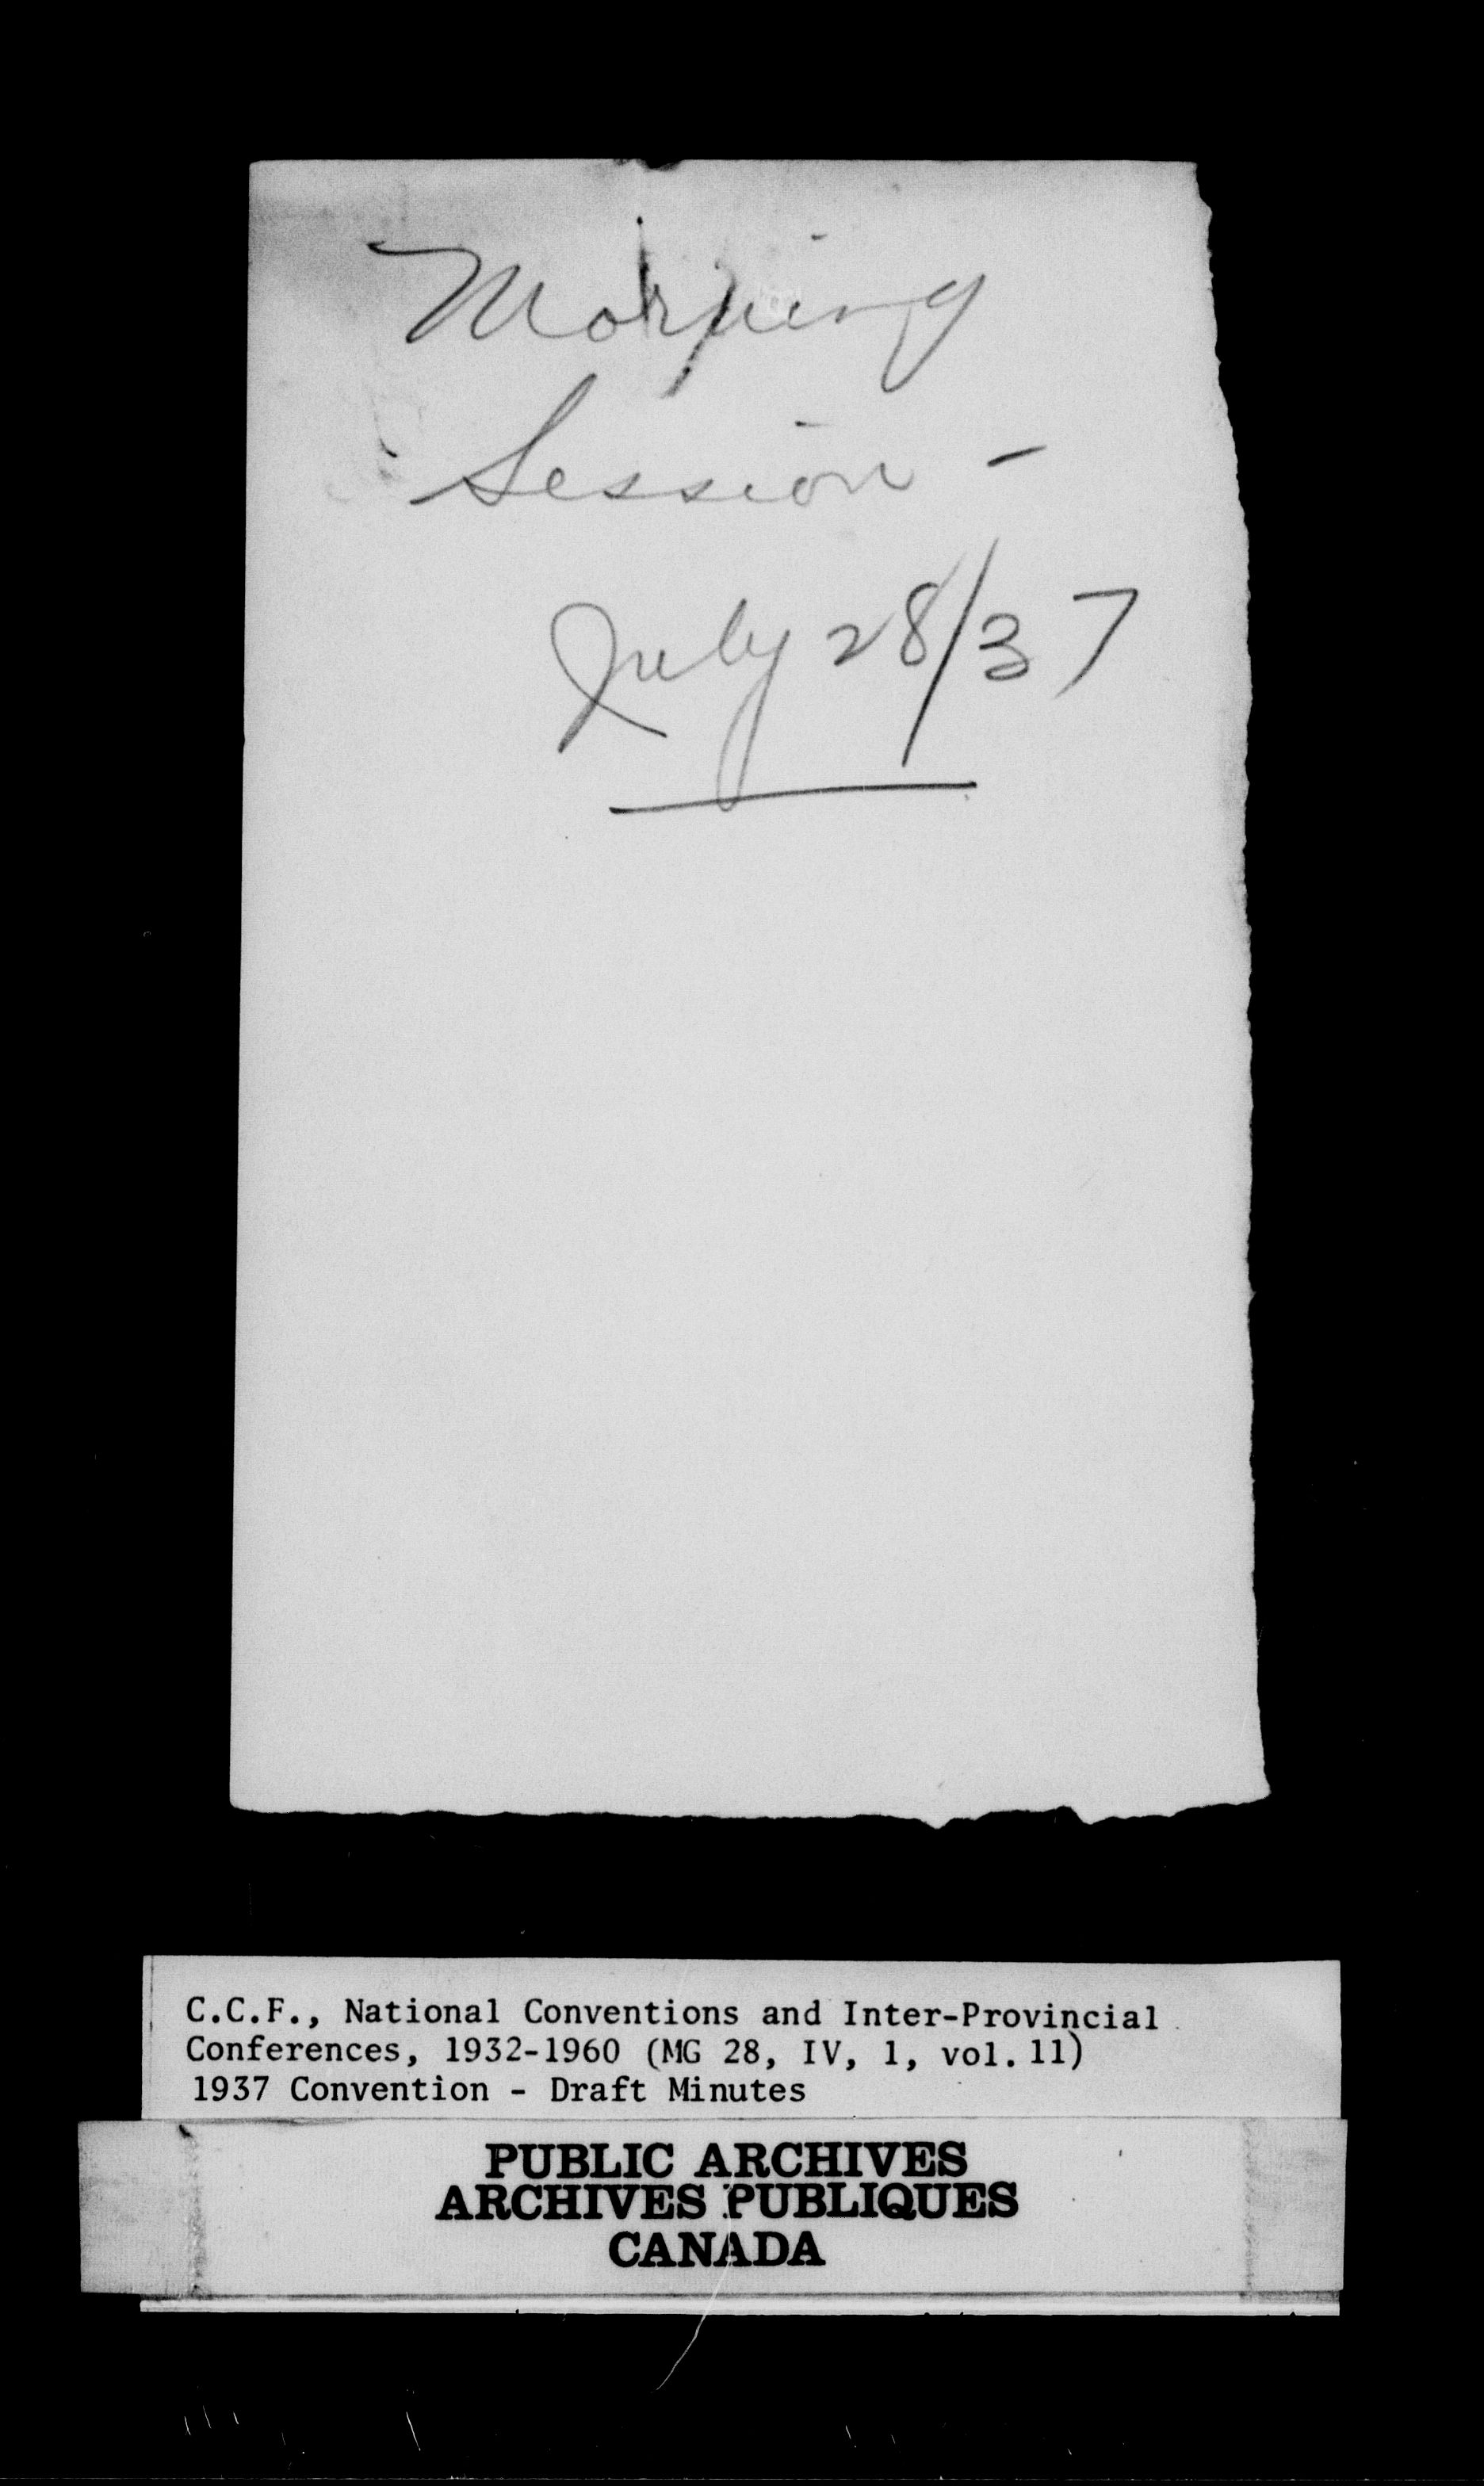 Morning
Session -
July 28/37
C.C.F., National Conventions and Inter-Provincial
Conferences, 1932-1960 (MG 28, IV, 1, vol. 11)
1937 Convention - Draft Minutes
PUBLIC ARCHIVES
ARCHIVES PUBLIQUES
CANADA